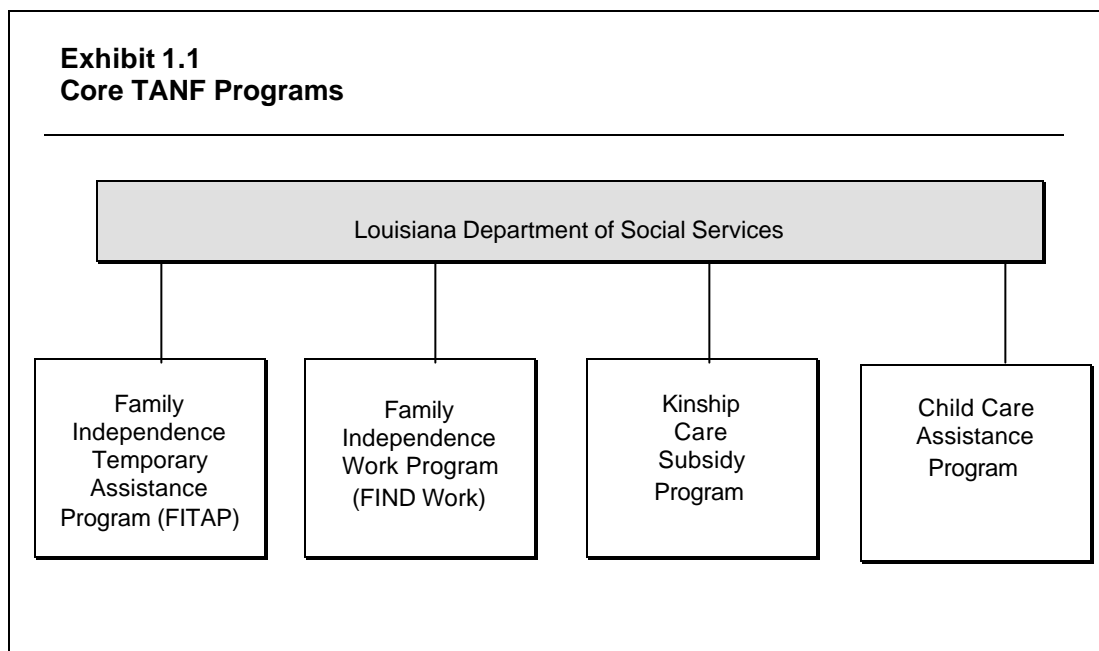 Exhibit 1.1
Core TANF Programs
Louisiana Department of Social Services
Family
Independence
Temporary
Assistance
Program (FITAP)
Family
Independence
Work Program
(FIND Work)
Kinship
Care
Subsidy
Program
Child Care
Assistance
Program